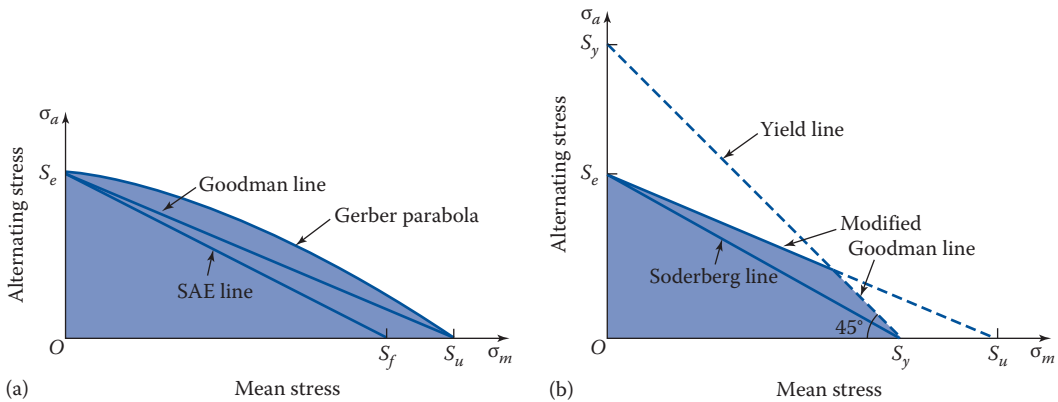 σa
Alternating stress
Se
Goodman line
Gerber parabola
SAE line
O
Sf
Su
σm
(a)
Mean stress
σa
Sy
Alternating stress
Yield line
Se
Modified
Goodman line
Soderberg line
45°
O
Sy
Su
σm
(b)
Mean stress